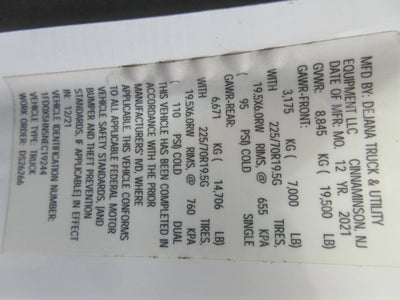 MFD BY: DEJANA TRUCK & UTILITY
EQUIPMENT LLC CINNAMINSON, NJ
DATE OF MFR: MO. 12 YR. 2021
GVWR: 8,845 KG ( 19,500 LB)
GAWR-FRONT:
3,175 KG ( 7,000 LB)
WITH 225/70R19.5G TIRES,
19.5X6.0RW RIMS, @ 655 KPA
( 95 PSI) COLD SINGLE
GAWR-REAR:
6,671 KG ( 14,706 LB)
WITH 225/70R19.5G TIRES,
19.5X6.0RW RIMS, @ 760 KPA
( 110 PSI) COLD DUAL
THIS VEHICLE HAS BEEN COMPLETED IN
ACCORDANCE WITH THE PRIOR
MANUFACTURERS IVD, WHERE
APPLICABLE. THIS VEHICLE CONFORMS
TO ALL APPLICABLE FEDERAL MOTOR
VEHICLE SAFETY STANDARDS, [AND
BUMPER AND THEFT PREVENTION
STANDARDS, IF APPLICABLE] IN EFFECT
IN: 12/21
VEHICLE IDENTIFICATION NUMBER:
1FD0X5HN5NEC19244
VEHICLE TYPE: TRUCK
WORK ORDER: DS26266